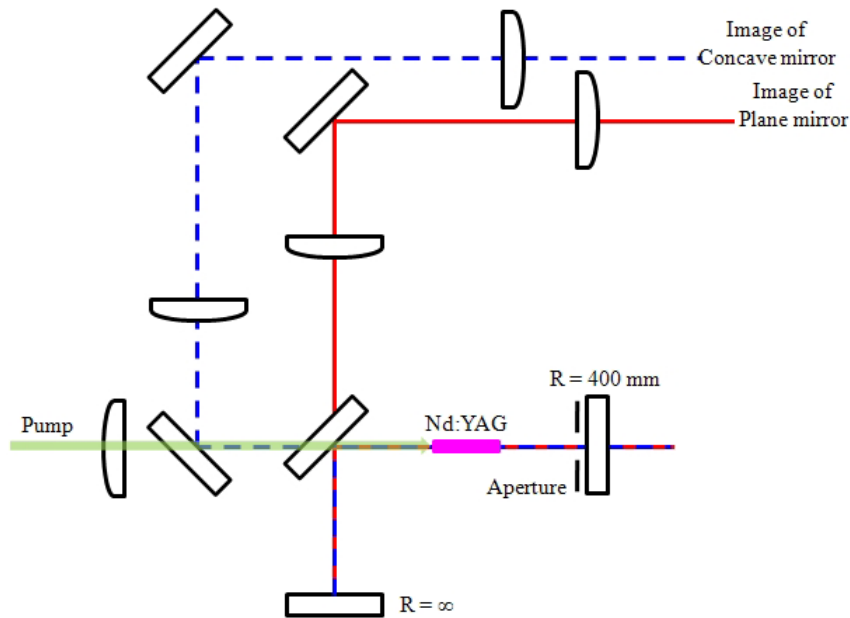 Image of
Concave mirror
Image of
Plane mirror
R = 400 mm
Pump
Nd:YAG
Aperture
R = ∞